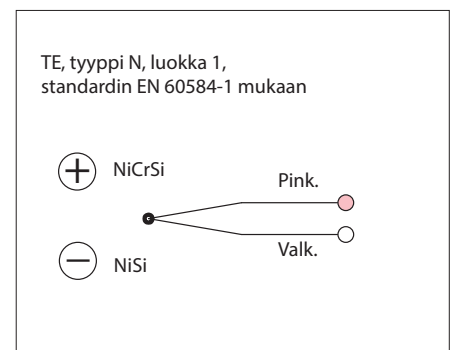 TE, tyyppi N, luokka 1,
standardin EN 60584-1 mukaan
+ NiCrSi
Pink.
Valk.
− NiSi